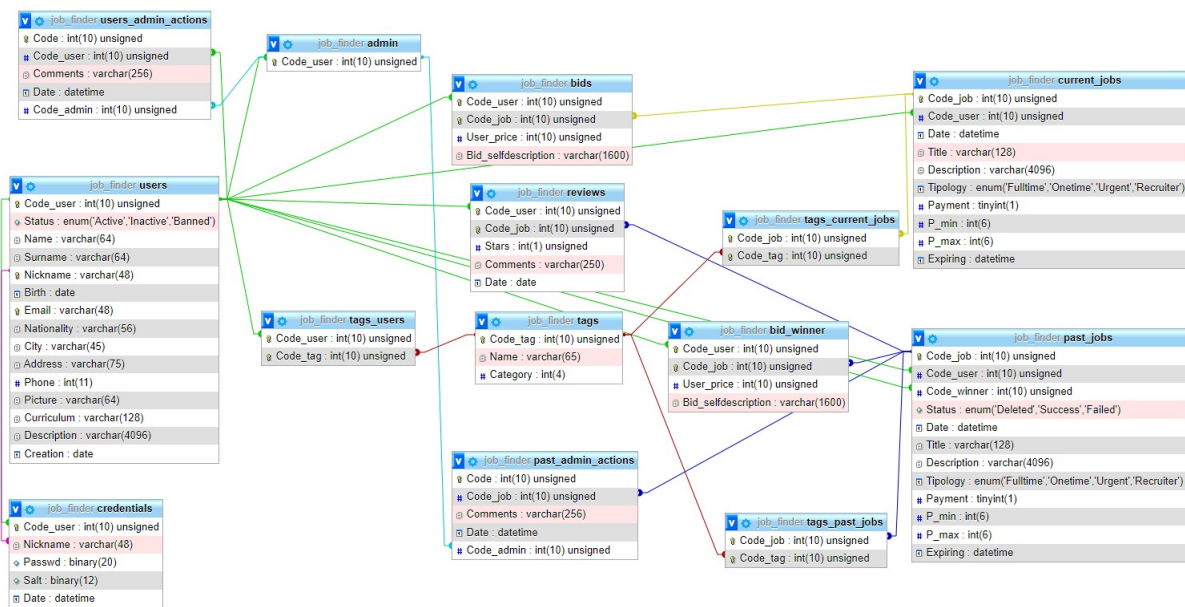 job_finder users_admin_actions
Code : int(10) unsigned
Code_user : int(10) unsigned
Comments : varchar(256)
Date : datetime
Code_admin : int(10) unsigned
job_finder admin
Code_user : int(10) unsigned
job_finder bids
Code_user : int(10) unsigned
Code_job : int(10) unsigned
User_price : int(10) unsigned
Bid_selfdescription : varchar(1600)
job_finder current_jobs
Code_job : int(10) unsigned
Code_user : int(10) unsigned
Date : datetime
Title : varchar(128)
Description : varchar(4096)
Tipology : enum('Fulltime','Onetime','Urgent','Recruiter')
Payment : tinyint(1)
P_min : int(6)
P_max : int(6)
Expiring : datetime
job_finder users
Code_user : int(10) unsigned
Status : enum('Active','Inactive','Banned')
Name : varchar(64)
Surname : varchar(64)
Nickname : varchar(48)
Birth : date
Email : varchar(48)
Nationality : varchar(56)
City : varchar(45)
Address : varchar(75)
Phone : int(11)
Picture : varchar(64)
Curriculum : varchar(128)
Description : varchar(4096)
Creation : date
job_finder reviews
Code_user : int(10) unsigned
Code_job : int(10) unsigned
Stars : int(1) unsigned
Comments : varchar(250)
Date : date
job_finder tags_current_jobs
Code_job : int(10) unsigned
Code_tag : int(10) unsigned
job_finder tags_users
Code_user : int(10) unsigned
Code_tag : int(10) unsigned
job_finder tags
Code_tag : int(10) unsigned
Name : varchar(65)
Category : int(4)
job_finder bid_winner
Code_user : int(10) unsigned
Code_job : int(10) unsigned
User_price : int(10) unsigned
Bid_selfdescription : varchar(1600)
job_finder past_jobs
Code_job : int(10) unsigned
Code_user : int(10) unsigned
Code_winner : int(10) unsigned
Status : enum('Deleted','Success','Failed')
Date : datetime
Title : varchar(128)
Description : varchar(4096)
Tipology : enum('Fulltime','Onetime','Urgent','Recruiter')
Payment : tinyint(1)
P_min : int(6)
P_max : int(6)
Expiring : datetime
job_finder past_admin_actions
Code : int(10) unsigned
Code_job : int(10) unsigned
Comments : varchar(256)
Date : datetime
Code_admin : int(10) unsigned
job_finder credentials
Code_user : int(10) unsigned
Nickname : varchar(48)
Passwd : binary(20)
Salt : binary(12)
Date : datetime
job_finder tags_past_jobs
Code_job : int(10) unsigned
Code_tag : int(10) unsigned